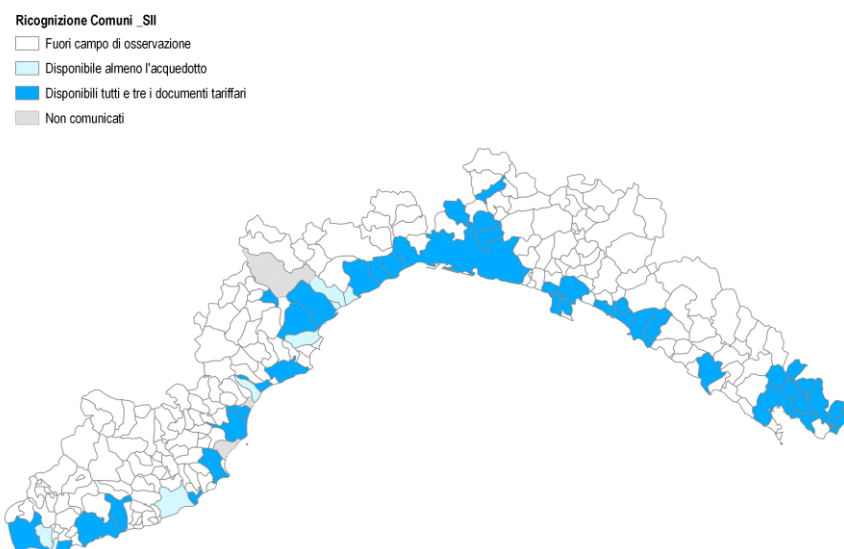 Ricognizione Comuni _SII
Fuori campo di osservazione
Disponibile almeno l'acquedotto
Disponibili tutti e tre i documenti tariffari
Non comunicati